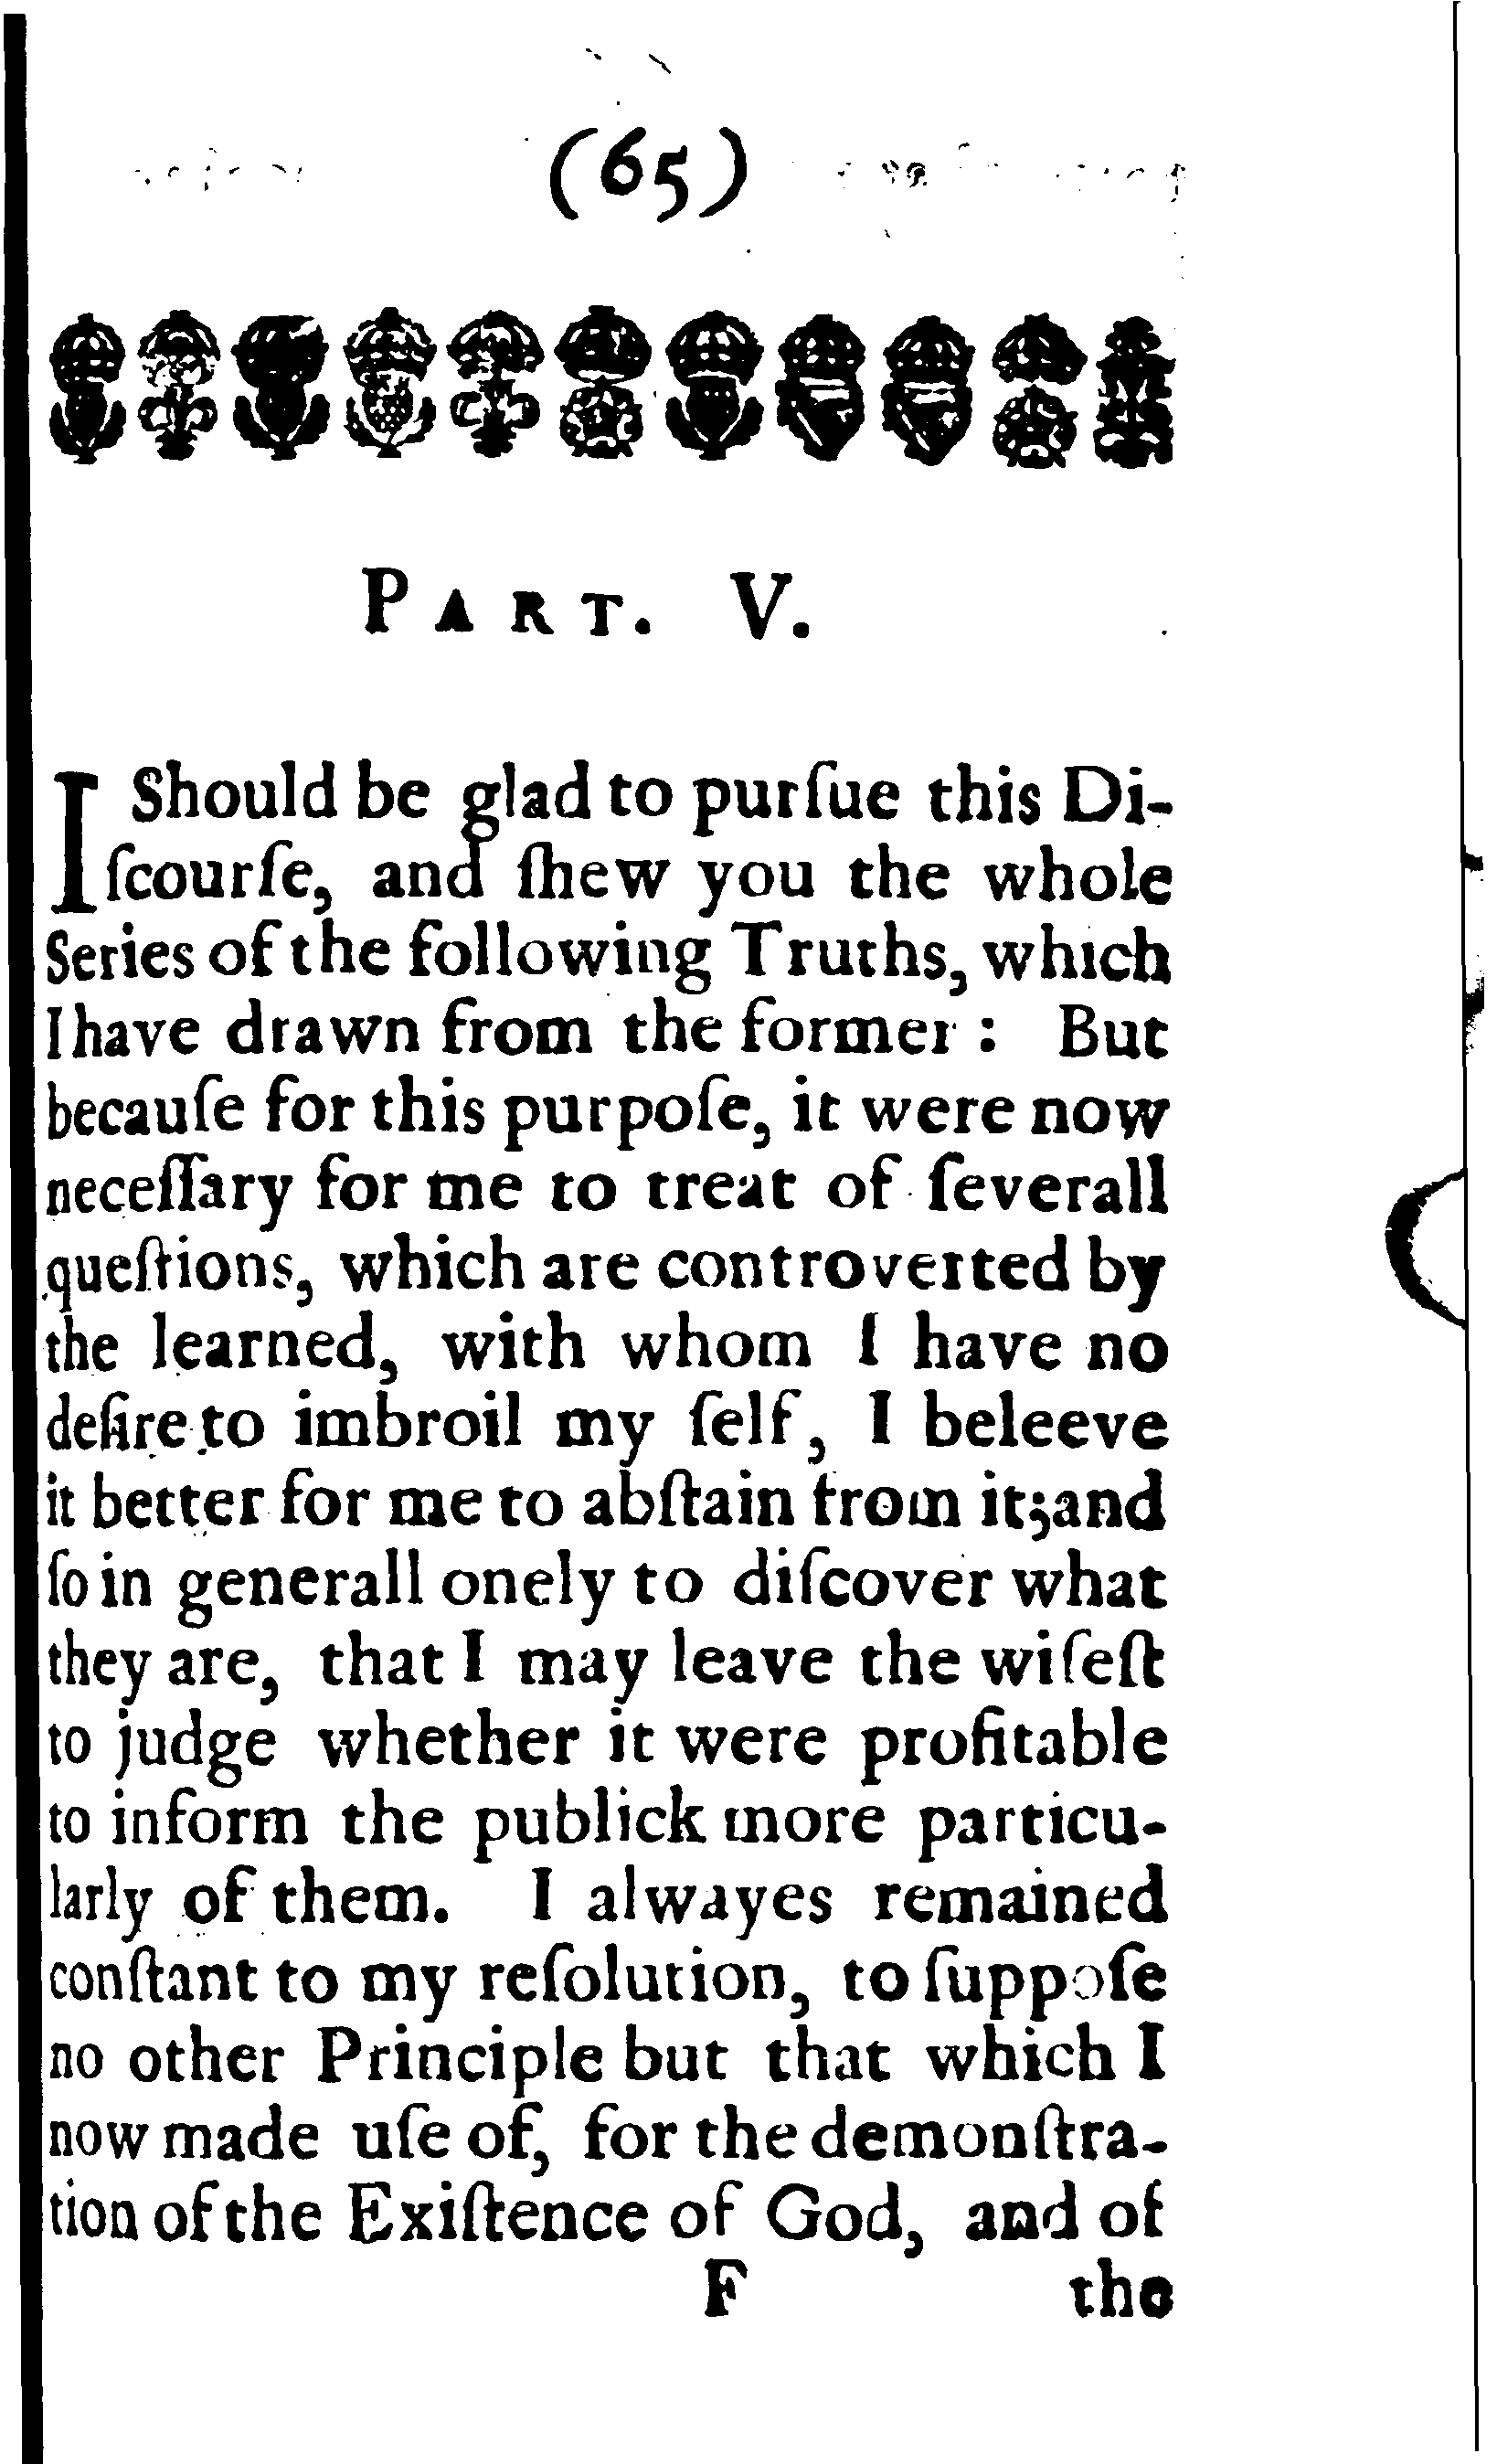 (65)
PART. V.
I Should be glad to purſue this Di-
ſcourſe, and ſhew you the whole
Series of the following Truths, which
I have drawn from the former : But
becauſe for this purpoſe, it were now
neceſſary for me to treat of ſeverall
queſtions, which are controverted by
the learned, with whom I have no
deſire to imbroil my ſelf, I beleeve
it better for me to abſtain from it;and
ſo in generall onely to diſcover what
they are, that I may leave the wiſeſt
to judge whether it were profitable
to inform the publick more particu-
larly of them. I alwayes remained
conſtant to my reſolution, to ſuppoſe
no other Principle but that which I
now made uſe of, for the demonſtra-
tion of the Exiſtence of God, and of
F the